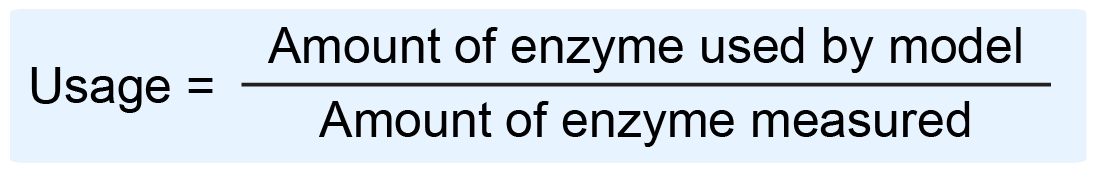 Usage = Amount of enzyme used by model
Amount of enzyme measured